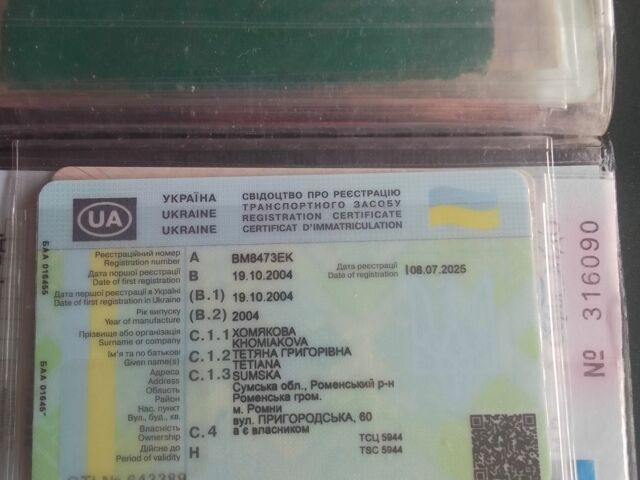 УКРАЇНА
UKRAINE
UKRAINE
СВІДОЦТВО ПРО РЕЄСТРАЦІЮ
ТРАНСПОРТНОГО ЗАСОБУ
REGISTRATION CERTIFICATE
CERTIFICAT D'IMMATRICULATION
UA
Реєстраційний номер
Registration number
A BM8473EK
Дата першої реєстрації
Date of first registration
B 19.10.2004
Дата реєстрації
Date of registration
I 08.07.2025
Дата першої реєстрації в Україні
Date of first registration in Ukraine
(B.1) 19.10.2004
Рік випуску
Year of manufacture
(B.2) 2004
Прізвище або організація
Surname or company
C.1.1 ХОМЯКОВА
KHOMIAKOVA
Ім'я та по батькові
Given name(s)
C.1.2 ТЕТЯНА ГРИГОРІВНА
TETIANA
Адреса
Address
Область
Район
Нас. пункт
Вул., буд., кв.
C.1.3 SUMSKA
Сумська обл., Роменський р-н
Роменська гром.
м. Ромни
вул. ПРИГОРОДСЬКА, 60
Власність
Ownership
C.4 а є власником
Дійсне до
Period of validity
H
ТСЦ 5944
TSC 5944
БАА 016455
№ 316090